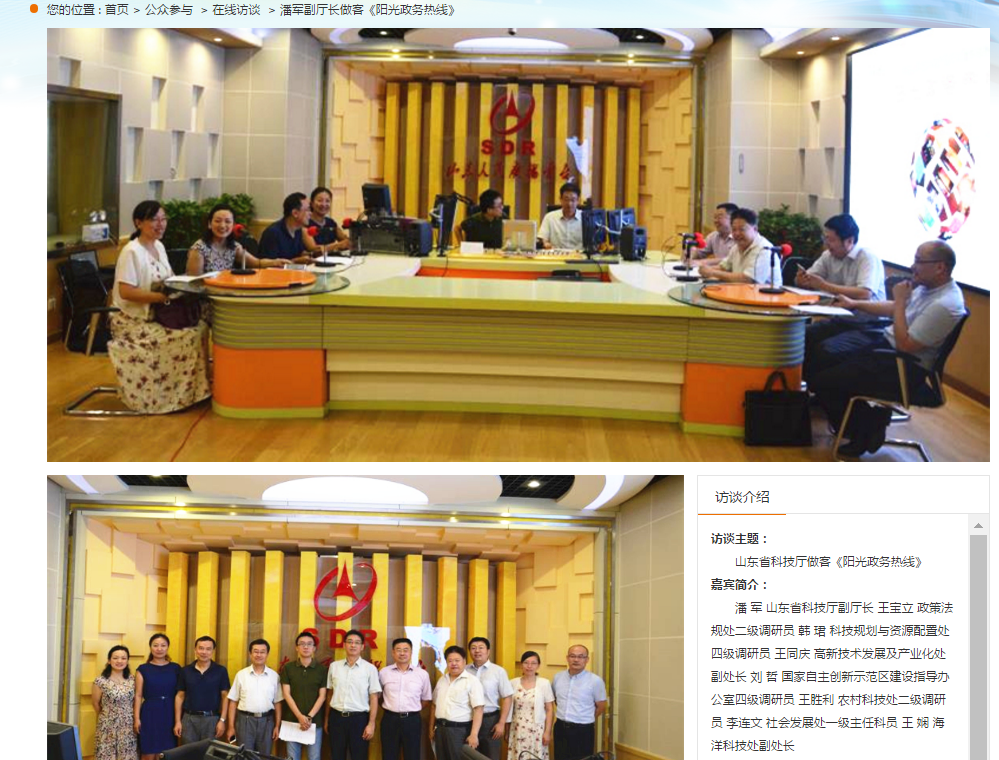 您的位置：首页 > 公众参与 > 在线访谈 > 潘军副厅长做客《阳光政务热线》
SDR
山东人民广播电台
SDR
访谈介绍
访谈主题：
山东省科技厅做客《阳光政务热线》
嘉宾简介：
潘 军 山东省科技厅副厅长 王宝立 政策法
规处二级调研员 韩 珺 科技规划与资源配置处
四级调研员 王同庆 高新技术发展及产业化处
副处长 刘 哲 国家自主创新示范区建设指导办
公室四级调研员 王胜利 农村科技处二级调研
员 李连文 社会发展处一级主任科员 王 娴 海
洋科技处副处长